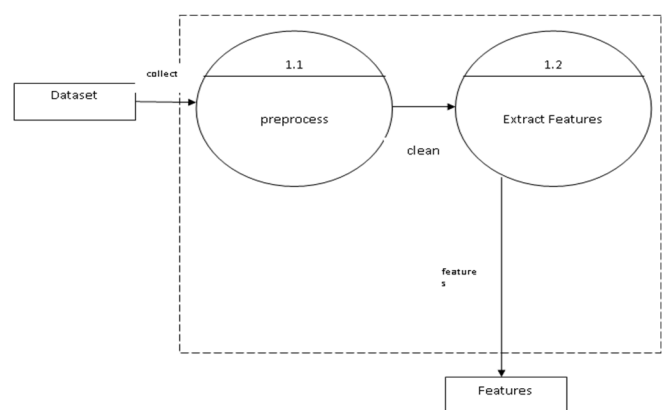 collect
Dataset
1.1
preprocess
clean
1.2
Extract Features
feature
s
Features